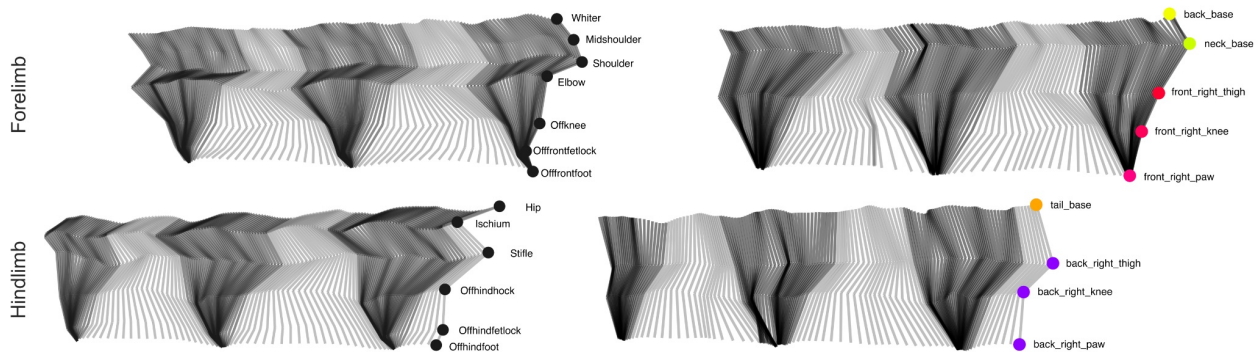 Forelimb
Whiter
Midshoulder
Shoulder
Elbow
Offknee
Offfrontfetlock
Offfrontfoot
back_base
neck_base
front_right_thigh
front_right_knee
front_right_paw
Hindlimb
Hip
Ischium
Stifle
Offhindhock
Offhindfetlock
Offhindfoot
tail_base
back_right_thigh
back_right_knee
back_right_paw